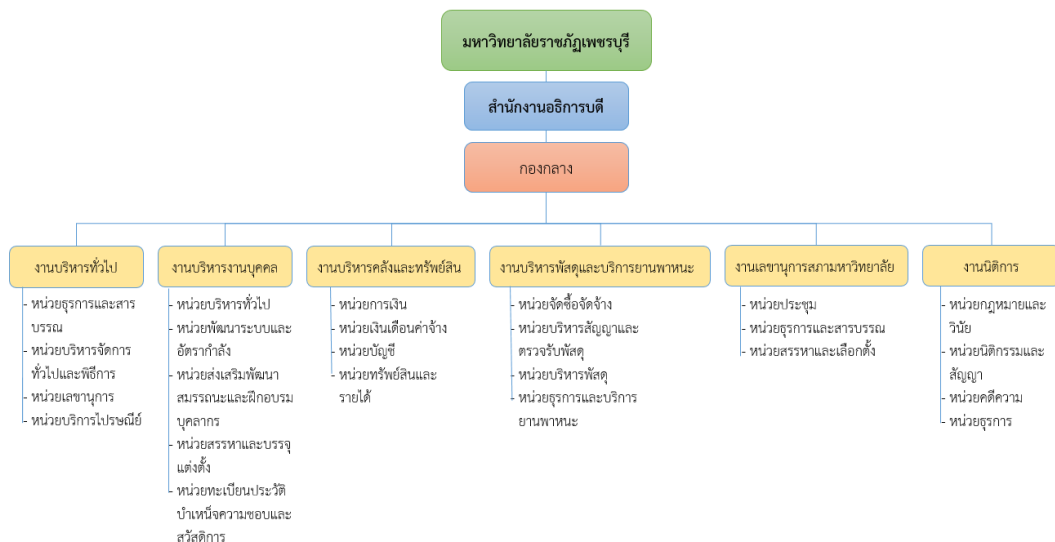 มหาวิทยาลัยราชภัฏเพชรบุรี
สำนักงานอธิการบดี
กองกลาง
งานบริหารทั่วไป
- หน่วยธุรการและสาร
บรรณ
- หน่วยบริหารจัดการ
ทั่วไปและพิธีการ
- หน่วยเลขานุการ
- หน่วยบริการไปรษณีย์
งานบริหารงานบุคคล
- หน่วยบริหารทั่วไป
- หน่วยพัฒนาระบบและ
อัตรากำลัง
- หน่วยส่งเสริมพัฒนา
สมรรถนะและฝึกอบรม
บุคลากร
- หน่วยสรรหาและบรรจุ
แต่งตั้ง
- หน่วยทะเบียนประวัติ
บำเหน็จความชอบและ
สวัสดิการ
งานบริหารคลังและทรัพย์สิน
- หน่วยการเงิน
- หน่วยเงินเดือนค่าจ้าง
- หน่วยบัญชี
- หน่วยทรัพย์สินและ
รายได้
งานบริหารพัสดุและบริการยานพาหนะ
- หน่วยจัดซื้อจัดจ้าง
- หน่วยบริหารสัญญาและ
ตรวจรับพัสดุ
- หน่วยบริหารพัสดุ
- หน่วยธุรการและบริการ
ยานพาหนะ
งานเลขานุการสภามหาวิทยาลัย
- หน่วยประชุม
- หน่วยธุรการและสารบรรณ
- หน่วยสรรหาและเลือกตั้ง
งานนิติการ
- หน่วยกฎหมายและ
วินัย
- หน่วยนิติกรรมและ
สัญญา
- หน่วยคดีความ
- หน่วยธุรการ